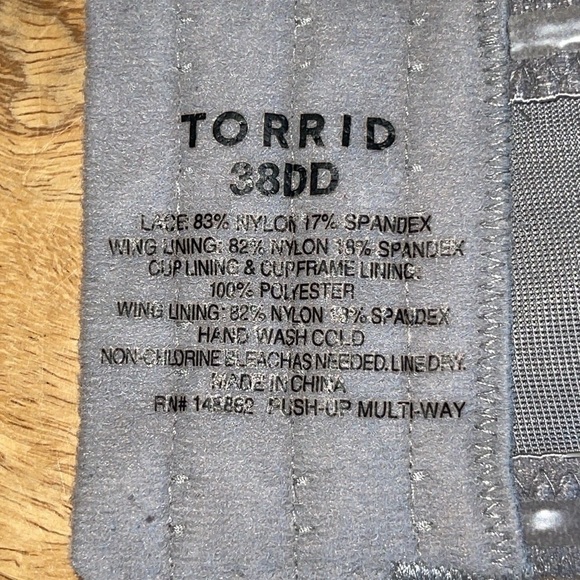 TORRID
38DD
LACE: 83% NYLON 17% SPANDEX
WING LINING: 82% NYLON 18% SPANDEX
CUP LINING & CUPFRAME LINING:
100% POLYESTER
WING LINING: 82% NYLON 18% SPANDEX
HAND WASH COLD
NON-CHLORINE BLEACH AS NEEDED. LINE DRY.
MADE IN CHINA
RN# PUSH-UP MULTI-WAY